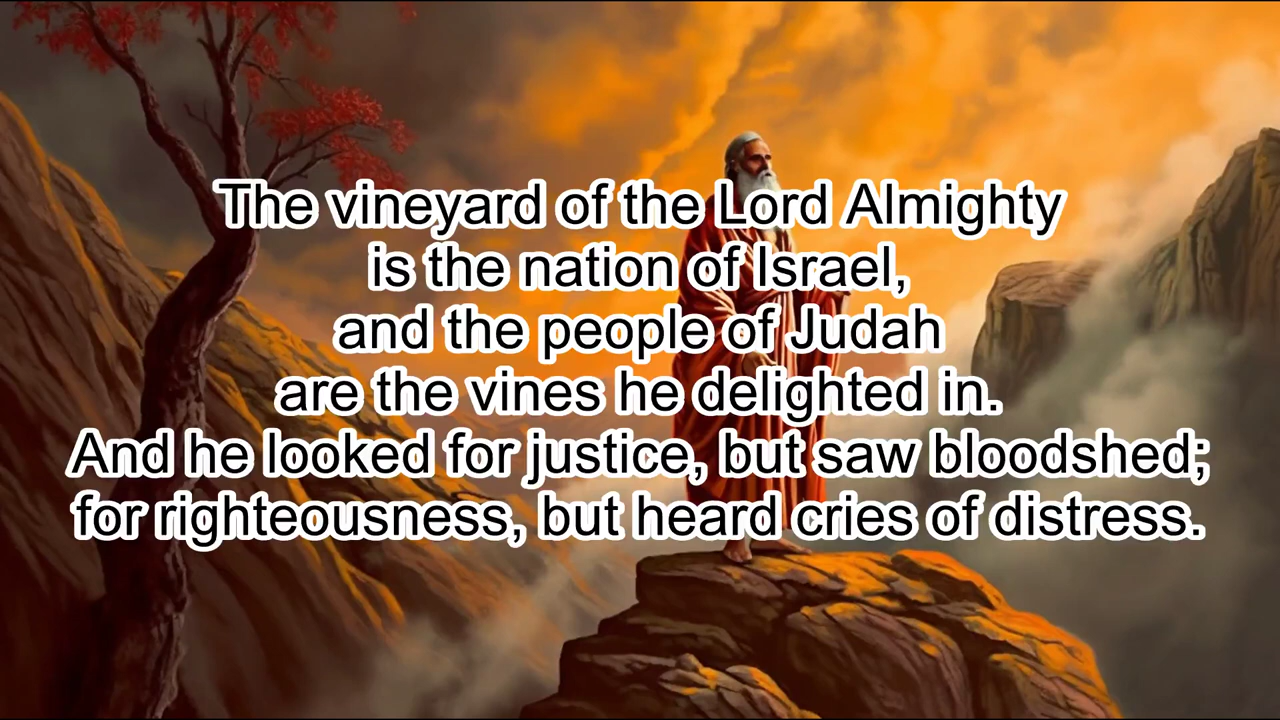 The vineyard of the Lord Almighty
is the nation of Israel,
and the people of Judah
are the vines he delighted in.
And he looked for justice, but saw bloodshed;
for righteousness, but heard cries of distress.